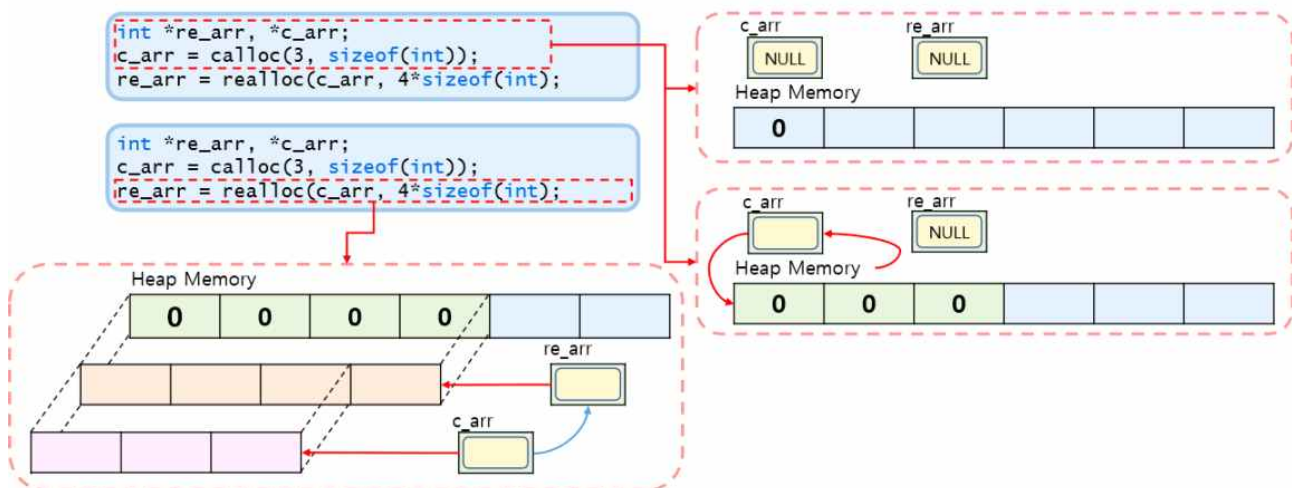 int *re_arr, *c_arr;
c_arr = calloc(3, sizeof(int));
re_arr = realloc(c_arr, 4*sizeof(int);
int *re_arr, *c_arr;
c_arr = calloc(3, sizeof(int));
re_arr = realloc(c_arr, 4*sizeof(int);
c_arr re_arr
NULL NULL
Heap Memory
0
c_arr re_arr
NULL
Heap Memory
0 0 0
Heap Memory
0 0 0 0
re_arr
c_arr